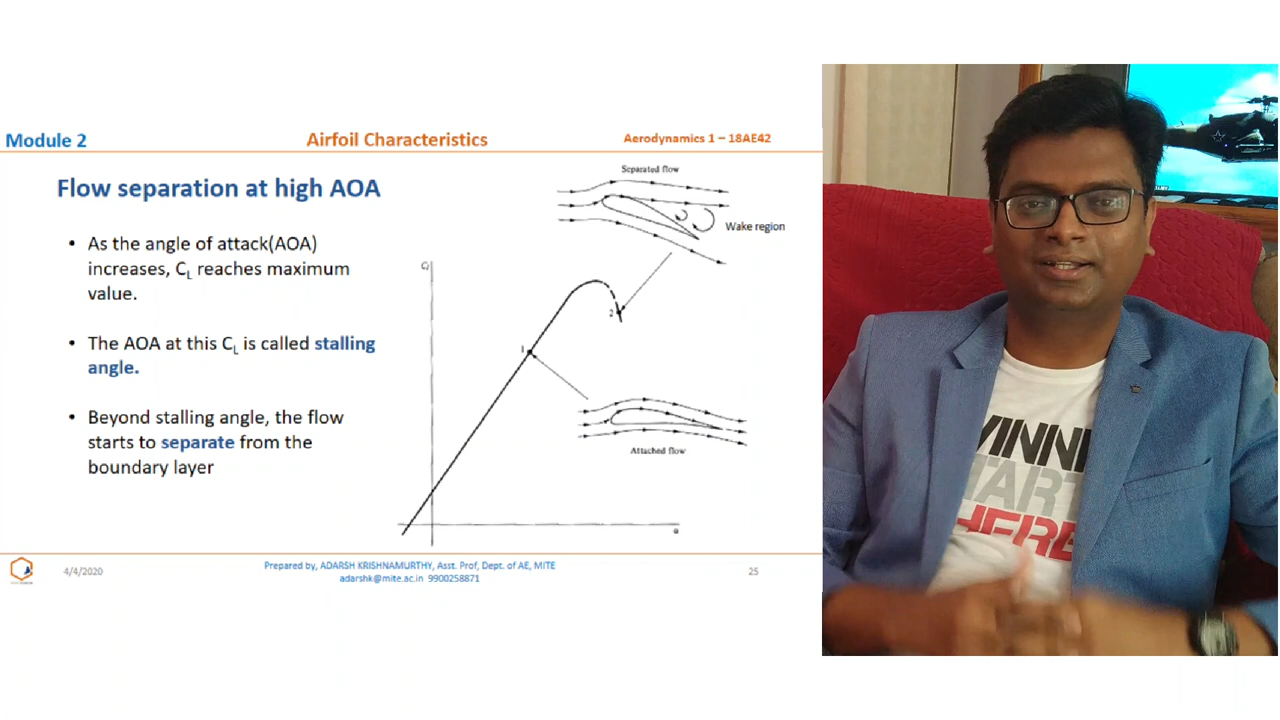 Module 2
Airfoil Characteristics
Aerodynamics 1 – 18AE42
Flow separation at high AOA
• As the angle of attack(AOA)
increases, CL reaches maximum
value.
• The AOA at this CL is called stalling
angle.
• Beyond stalling angle, the flow
starts to separate from the
boundary layer
Separated flow
Wake region
2
1
Attached flow
4/4/2020
Prepared by, ADARSH KRISHNAMURTHY, Asst. Prof, Dept. of AE, MITE
adarshk@mite.ac.in 9900258871
25
START
HERE